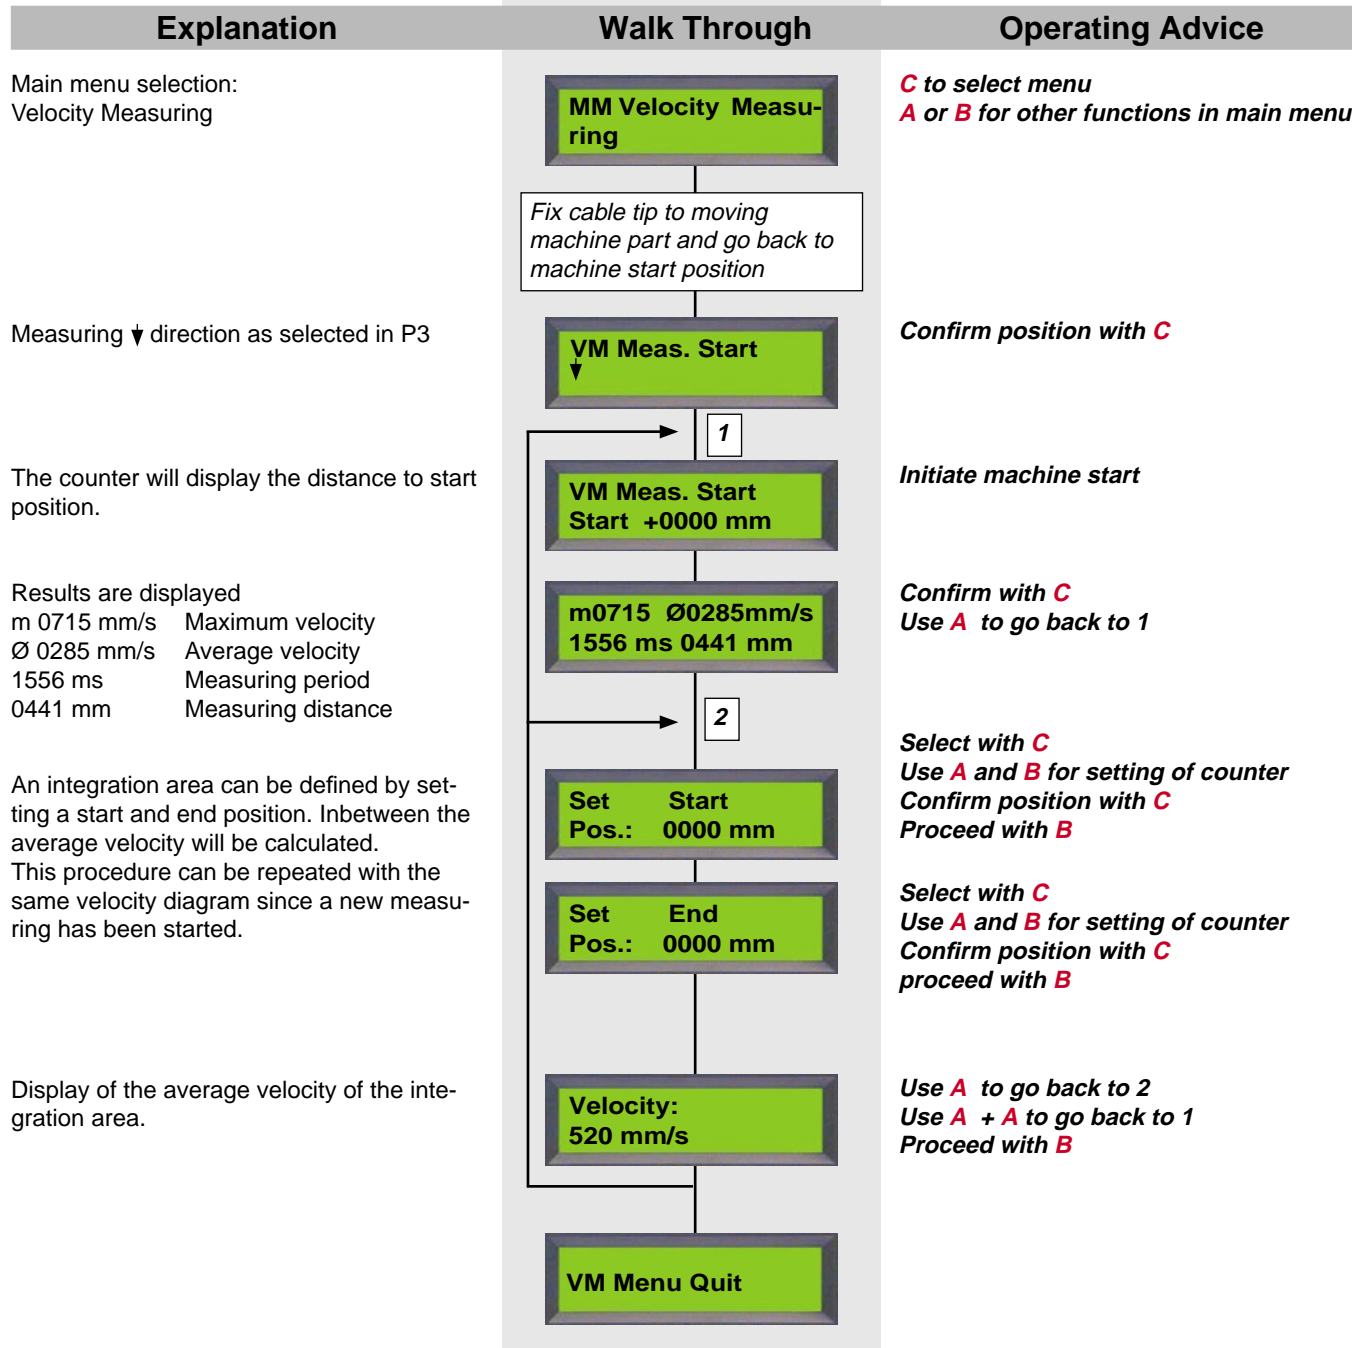 Explanation
Walk Through
Operating Advice
Main menu selection:
Velocity Measuring
MM Velocity Measu-
ring
C to select menu
A or B for other functions in main menu
Fix cable tip to moving
machine part and go back to
machine start position
Measuring direction as selected in P3
VM Meas. Start
Confirm position with C
1
The counter will display the distance to start
position.
VM Meas. Start
Start +0000 mm
Initiate machine start
Results are displayed
m 0715 mm/s Maximum velocity
Ø 0285 mm/s Average velocity
1556 ms Measuring period
0441 mm Measuring distance
m0715 Ø0285mm/s
1556 ms 0441 mm
Confirm with C
Use A to go back to 1
2
An integration area can be defined by set-
ting a start and end position. Inbetween the
average velocity will be calculated.
This procedure can be repeated with the
same velocity diagram since a new measu-
ring has been started.
Set Start
Pos.: 0000 mm
Select with C
Use A and B for setting of counter
Confirm position with C
Proceed with B
Set End
Pos.: 0000 mm
Select with C
Use A and B for setting of counter
Confirm position with C
proceed with B
Display of the average velocity of the inte-
gration area.
Velocity:
520 mm/s
Use A to go back to 2
Use A + A to go back to 1
Proceed with B
VM Menu Quit